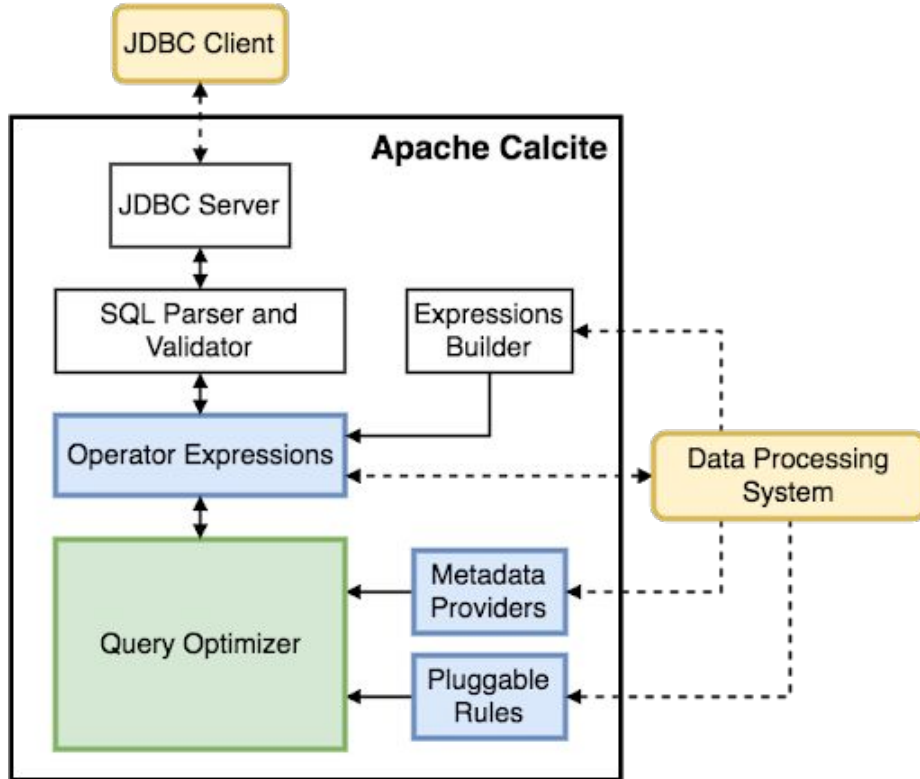 JDBC Client
Apache Calcite
JDBC Server
SQL Parser and
Validator
Expressions
Builder
Operator Expressions
Data Processing
System
Query Optimizer
Metadata
Providers
Pluggable
Rules